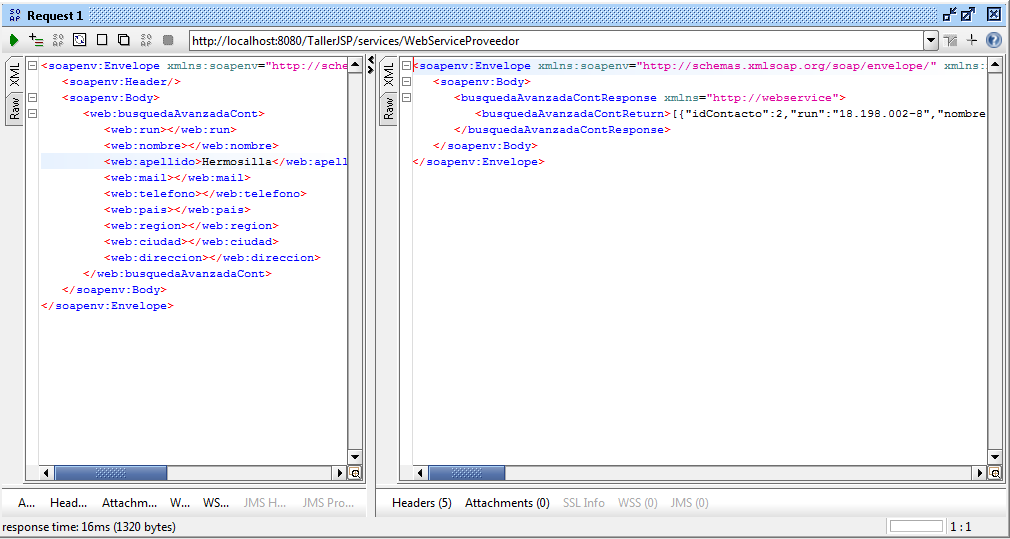 SO AP Request 1
SO AP SO AP http://localhost:8080/TallerJSP/services/WebServiceProveedor
XML
Raw
<soapenv:Envelope xmlns:soapenv="http://sche
<soapenv:Header/>
<soapenv:Body>
<web:busquedaAvanzadaCont>
<web:run></web:run>
<web:nombre></web:nombre>
<web:apellido>Hermosilla</web:apell
<web:mail></web:mail>
<web:telefono></web:telefono>
<web:pais></web:pais>
<web:region></web:region>
<web:ciudad></web:ciudad>
<web:direccion></web:direccion>
</web:busquedaAvanzadaCont>
</soapenv:Body>
</soapenv:Envelope>
A... Head... Attachm... W... WS... JMS H... JMS Pro...
XML
Raw
<soapenv:Envelope xmlns:soapenv="http://schemas.xmlsoap.org/soap/envelope/" xmlns:
<soapenv:Body>
<busquedaAvanzadaContResponse xmlns="http://webservice">
<busquedaAvanzadaContReturn>[{"idContacto":2,"run":"18.198.002-8","nombre
</busquedaAvanzadaContResponse>
</soapenv:Body>
</soapenv:Envelope>
Headers (5) Attachments (0) SSL Info WSS (0) JMS (0)
response time: 16ms (1320 bytes)
1 : 1